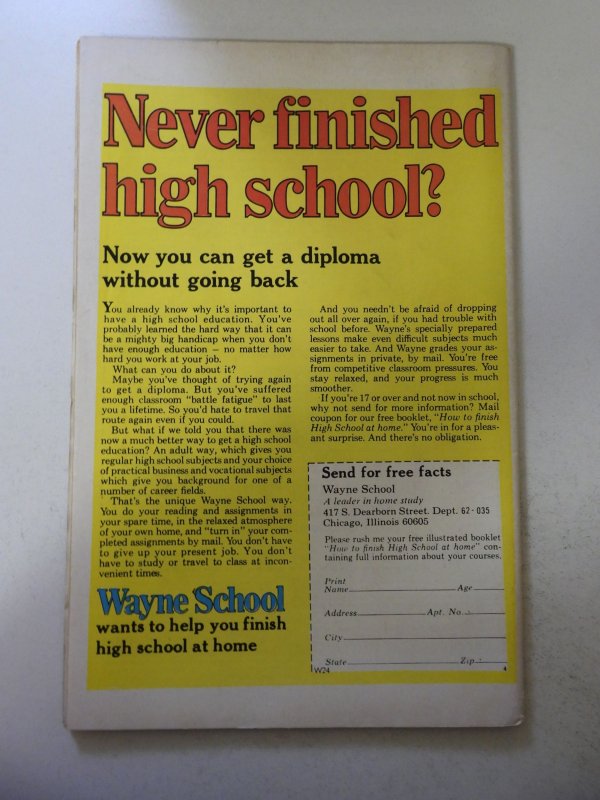 Never finished
high school?
Now you can get a diploma
without going back
You already know why it's important to
have a high school education. You've
probably learned the hard way that it can
be a mighty big handicap when you don't
have enough education – no matter how
hard you work at your job.
What can you do about it?
Maybe you've thought of trying again
to get a diploma. But you've suffered
enough classroom "battle fatigue" to last
you a lifetime. So you'd hate to travel that
route again even if you could.
But what if we told you that there was
now a much better way to get a high school
education? An adult way, which gives you
regular high school subjects and your choice
of practical business and vocational subjects
which give you background for one of a
number of career fields.
That's the unique Wayne School way.
You do your reading and assignments in
your spare time, in the relaxed atmosphere
of your own home, and "turn in" your com-
pleted assignments by mail. You don't have
to give up your present job. You don't
have to study or travel to class at incon-
venient times.
Wayne School
wants to help you finish
high school at home
And you needn't be afraid of dropping
out all over again, if you had trouble with
school before. Wayne's specially prepared
lessons make even difficult subjects much
easier to take. And Wayne grades your as-
signments in private, by mail. You're free
from competitive classroom pressures. You
stay relaxed, and your progress is much
smoother.
If you're 17 or over and not now in school,
why not send for more information? Mail
coupon for our free booklet, "How to finish
High School at home." You're in for a pleas-
ant surprise. And there's no obligation.
Send for free facts
Wayne School
A leader in home study
417 S. Dearborn Street. Dept. 62-035
Chicago, Illinois 60605
Please rush me your free illustrated booklet
"How to finish High School at home" con-
taining full information about your courses.
Print
Name Age
Address Apt. No.
City
State Zip
W24 4